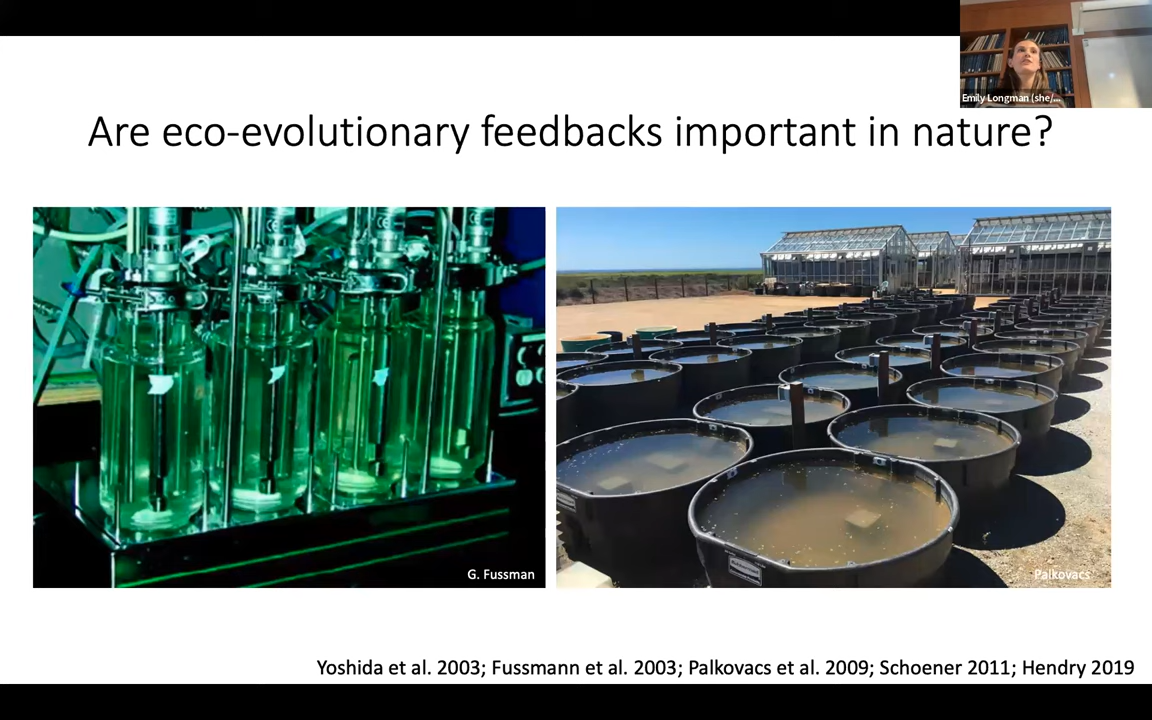 Emily Longman (she/...
Are eco-evolutionary feedbacks important in nature?
G. Fussman
Palkovacs
Yoshida et al. 2003; Fussmann et al. 2003; Palkovacs et al. 2009; Schoener 2011; Hendry 2019